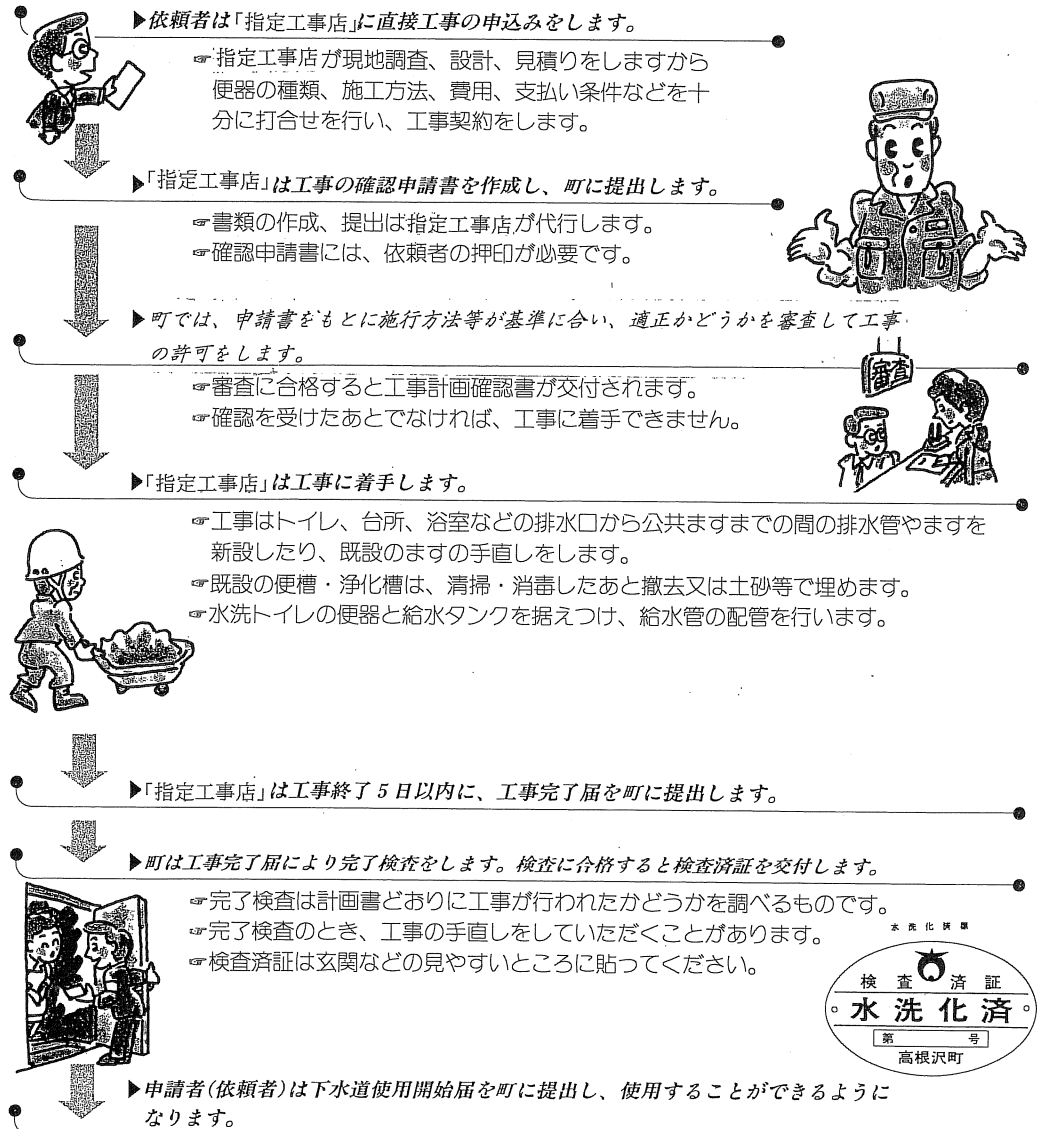 ▶依頼者は「指定工事店」に直接工事の申込みをします。
☞指定工事店が現地調査、設計、見積りをしますから
便器の種類、施工方法、費用、支払い条件などを十
分に打合せを行い、工事契約をします。
▶「指定工事店」は工事の確認申請書を作成し、町に提出します。
☞書類の作成、提出は指定工事店が代行します。
☞確認申請書には、依頼者の押印が必要です。
▶町では、申請書をもとに施行方法等が基準に合い、適正かどうかを審査して工事
の許可をします。
審査
☞審査に合格すると工事計画確認書が交付されます。
☞確認を受けたあとでなければ、工事に着手できません。
▶「指定工事店」は工事に着手します。
☞工事はトイレ、台所、浴室などの排水口から公共ますまでの間の排水管やますを
新設したり、既設のますの手直しをします。
☞既設の便槽・浄化槽は、清掃・消毒したあと撤去又は土砂等で埋めます。
☞水洗トイレの便器と給水タンクを据えつけ、給水管の配管を行います。
▶「指定工事店」は工事終了5日以内に、工事完了届を町に提出します。
▶町は工事完了届により完了検査をします。検査に合格すると検査済証を交付します。
☞完了検査は計画書どおりに工事が行われたかどうかを調べるものです。
☞完了検査のとき、工事の手直しをしていただくことがあります。
☞検査済証は玄関などの見やすいところに貼ってください。
水洗化済票
検査済証
水洗化済
第 号
高根沢町
▶申請者(依頼者)は下水道使用開始届を町に提出し、使用することができるように
なります。